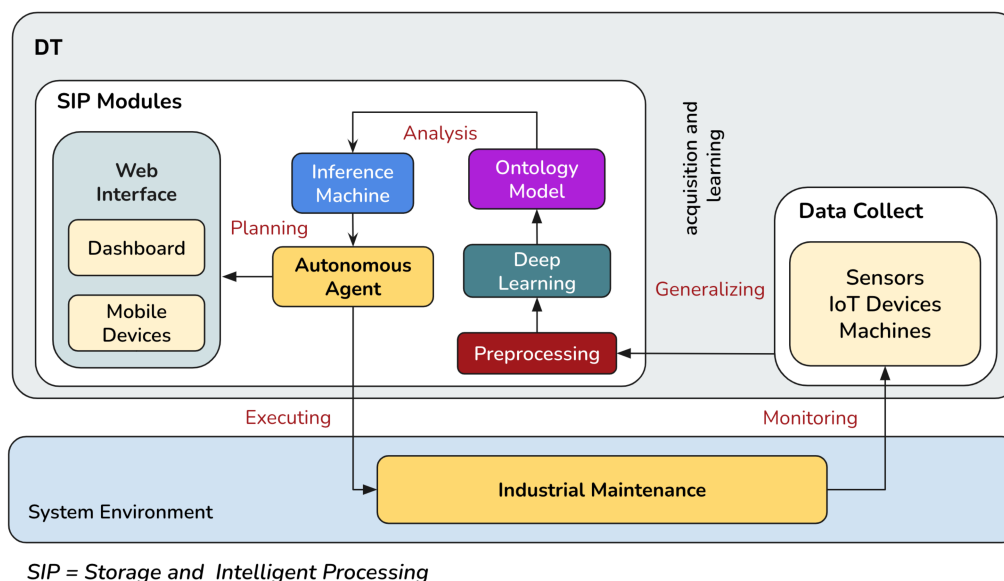 DT
SIP Modules
Web
Interface
Dashboard
Mobile
Devices
Planning
Analysis
Inference
Machine
Autonomous
Agent
Ontology
Model
Deep
Learning
Preprocessing
acquisition and
learning
Generalizing
Data Collect
Sensors
IoT Devices
Machines
Executing
Monitoring
Industrial Maintenance
System Environment
SIP = Storage and Intelligent Processing